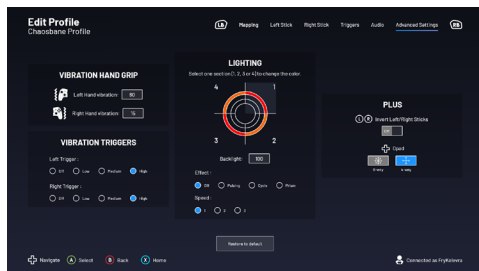 Edit Profile
Chaosbane Profile
LB Mapping Left Stick Right Stick Triggers Audio Advanced Settings RB
VIBRATION HAND GRIP
Left Hand vibration: 80
Right Hand vibration: 15
VIBRATION TRIGGERS
Left Trigger :
Off Low Medium High
Right Trigger :
Off Low Medium High
LIGHTING
Select one section (1, 2, 3 or 4) to change the color.
4 1
3 2
Backlight: 100
Effect :
Off Pulsing Cycle
Speed :
1 2 3
PLUS
L R Invert Left/Right Sticks
Off
Dpad
8-way 4-way
Restore to default
Navigate A Select B Back X Home
Connected as FryKelevra